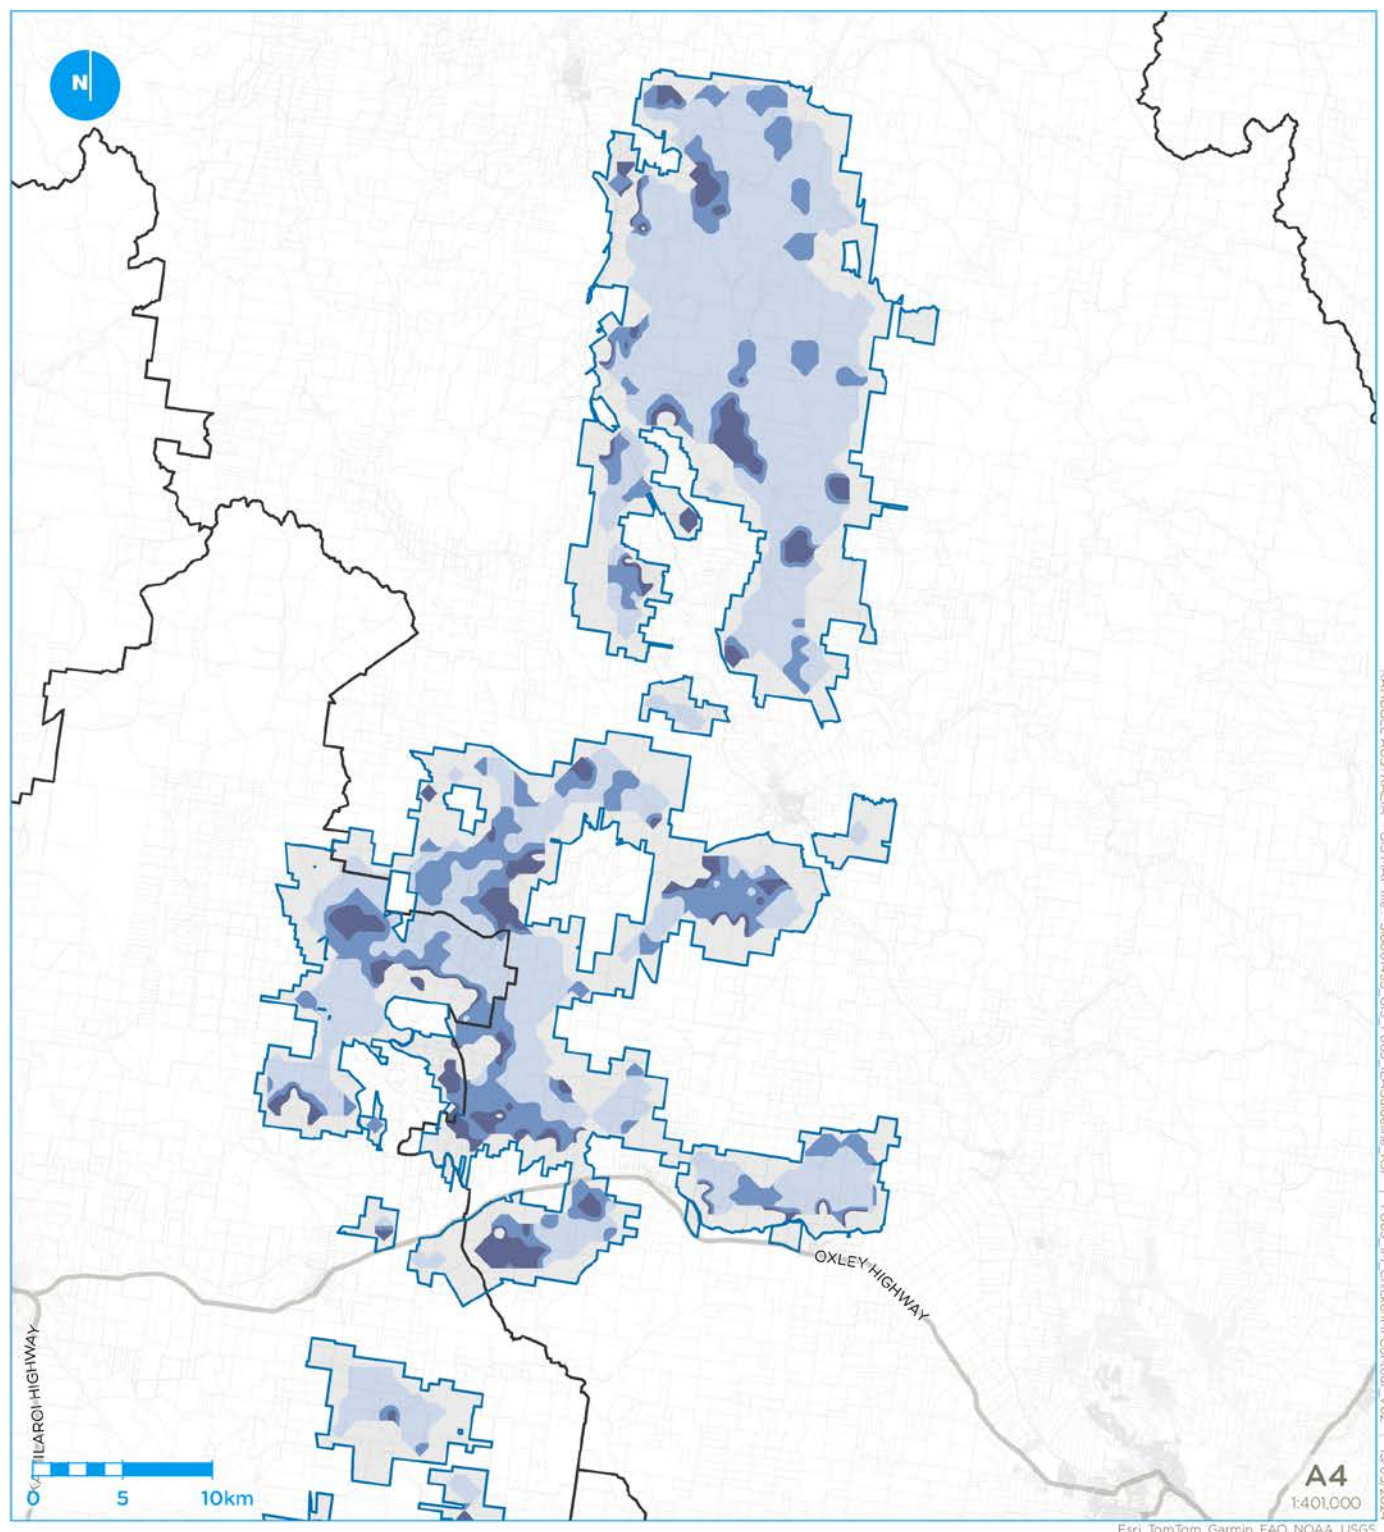 N
OXLEY HIGHWAY
KAMILAROI HIGHWAY
0 5 10km
A4
1:401,000
Esri, TomTom, Garmin, FAO, NOAA, USGS